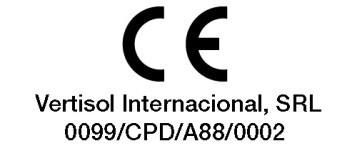 CE
Vertisol Internacional, SRL
0099/CPD/A88/0002